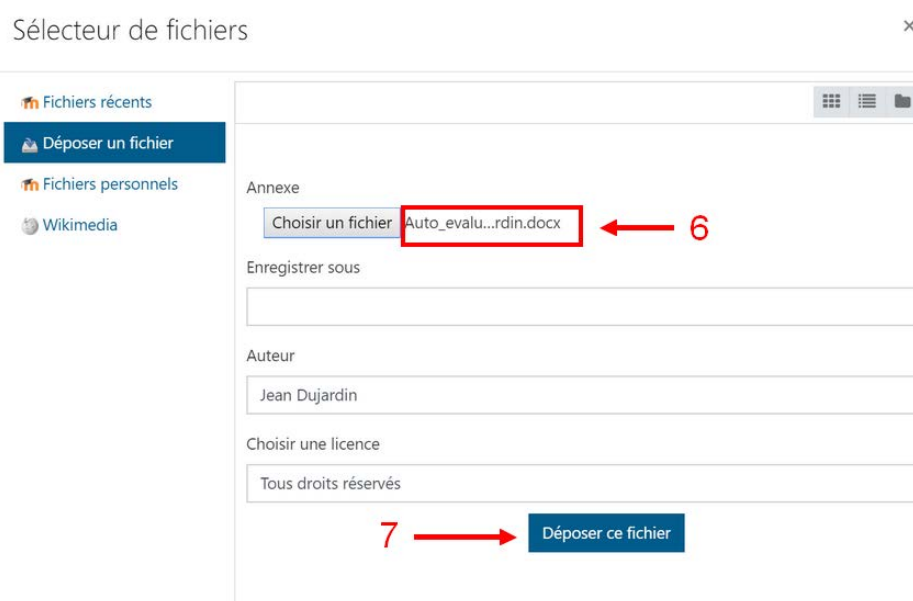 Sélecteur de fichiers
×
Fichiers récents
Déposer un fichier
Fichiers personnels
Wikimedia
Annexe
Choisir un fichier Auto_evalu...rdin.docx
6
Enregistrer sous
Auteur
Jean Dujardin
Choisir une licence
Tous droits réservés
7
Déposer ce fichier